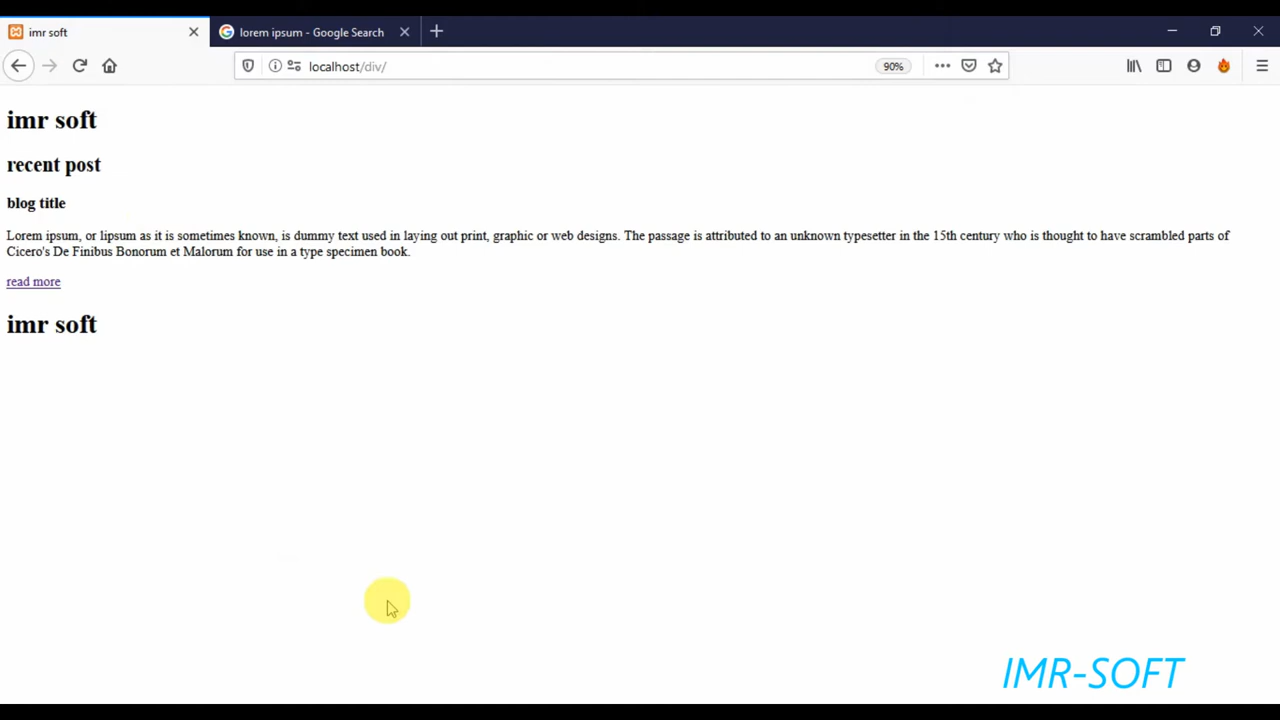 imr soft
lorem ipsum - Google Search
localhost/div/
90%
imr soft
recent post
blog title
Lorem ipsum, or lipsum as it is sometimes known, is dummy text used in laying out print, graphic or web designs. The passage is attributed to an unknown typesetter in the 15th century who is thought to have scrambled parts of
Cicero's De Finibus Bonorum et Malorum for use in a type specimen book.
read more
imr soft
IMR-SOFT